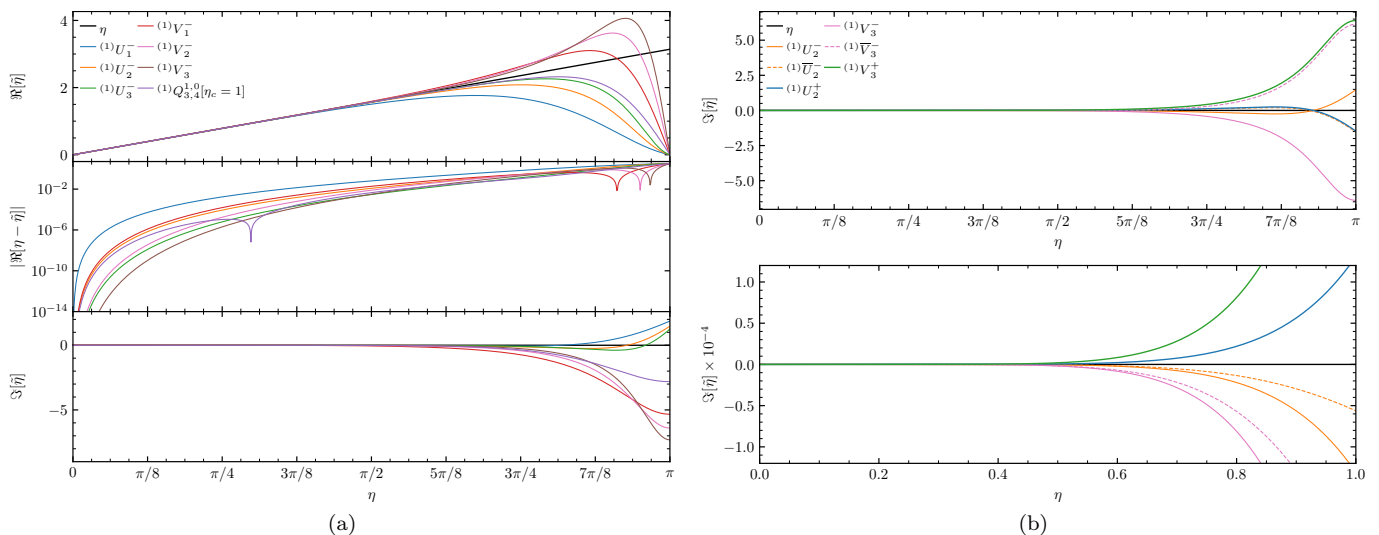 η
⁽¹⁾U₁⁻
⁽¹⁾U₂⁻
⁽¹⁾U₃⁻
⁽¹⁾V₁⁻
⁽¹⁾V₂⁻
⁽¹⁾V₃⁻
⁽¹⁾Q₃,₄¹,⁰[η_c = 1]
ℜ[η̃]
4
2
0
|ℜ[η − η̃]|
10⁻²
10⁻⁶
10⁻¹⁰
10⁻¹⁴
ℑ[η̃]
0
−5
0 π/8 π/4 3π/8 π/2 5π/8 3π/4 7π/8 π
η
(a)
η
⁽¹⁾U₂⁻
⁽¹⁾U̅₂⁻
⁽¹⁾U₂⁺
⁽¹⁾V₃⁻
⁽¹⁾V̅₃⁻
⁽¹⁾V₃⁺
ℑ[η̃]
5.0
2.5
0.0
−2.5
−5.0
0 π/8 π/4 3π/8 π/2 5π/8 3π/4 7π/8 π
η
ℑ[η̃] × 10⁻⁴
1.0
0.5
0.0
−0.5
−1.0
0.0 0.2 0.4 0.6 0.8 1.0
η
(b)